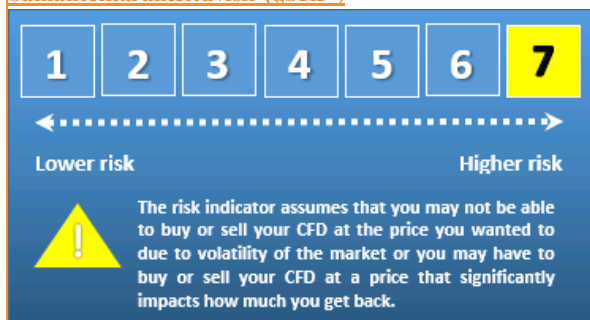 1 2 3 4 5 6 7
Lower risk Higher risk
!
The risk indicator assumes that you may not be able
to buy or sell your CFD at the price you wanted to
due to volatility of the market or you may have to
buy or sell your CFD at a price that significantly
impacts how much you get back.